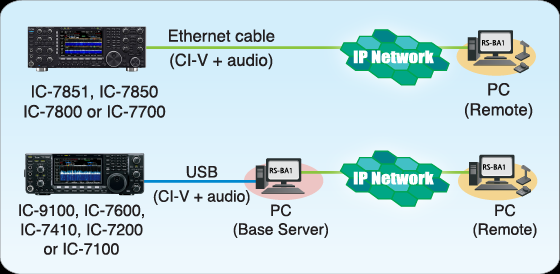 Ethernet cable
(CI-V + audio)
IP Network
RS-BA1
IC-7851, IC-7850
IC-7800 or IC-7700
PC
(Remote)
USB
(CI-V + audio)
RS-BA1
IP Network
RS-BA1
IC-9100, IC-7600,
IC-7410, IC-7200
or IC-7100
PC
(Base Server)
PC
(Remote)